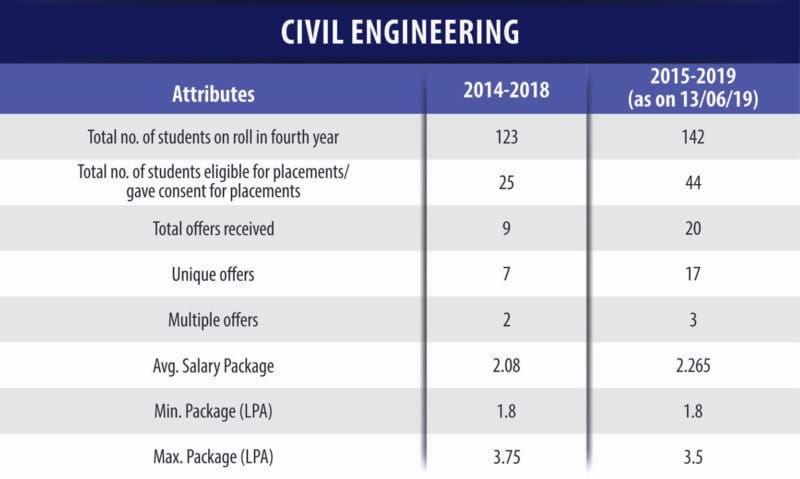 CIVIL ENGINEERING
Attributes 2014-2018 2015-2019
(as on 13/06/19)
Total no. of students on roll in fourth year 123 142
Total no. of students eligible for placements/
gave consent for placements 25 44
Total offers received 9 20
Unique offers 7 17
Multiple offers 2 3
Avg. Salary Package 2.08 2.265
Min. Package (LPA) 1.8 1.8
Max. Package (LPA) 3.75 3.5